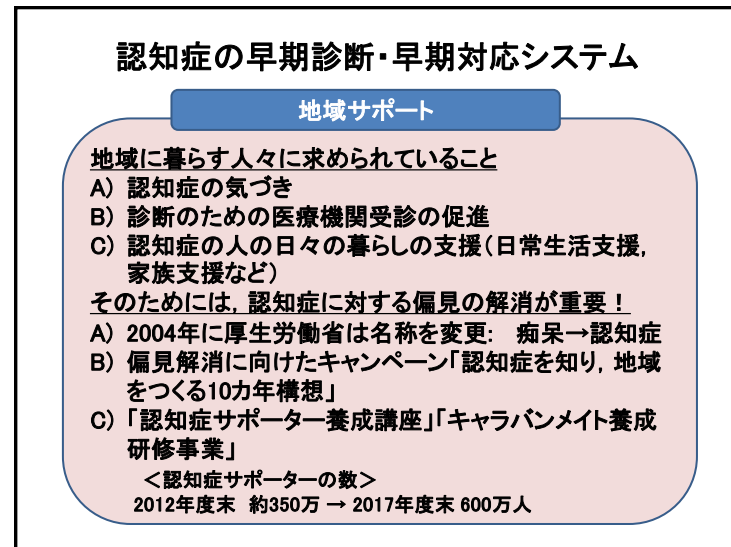 認知症の早期診断・早期対応システム
地域サポート
地域に暮らす人々に求められていること
A) 認知症の気づき
B) 診断のための医療機関受診の促進
C) 認知症の人の日々の暮らしの支援（日常生活支援，
家族支援など）
そのためには，認知症に対する偏見の解消が重要！
A) 2004年に厚生労働省は名称を変更:　痴呆→認知症
B) 偏見解消に向けたキャンペーン「認知症を知り，地域
をつくる10カ年構想」
C) 「認知症サポーター養成講座」「キャラバンメイト養成
研修事業」
＜認知症サポーターの数＞
2012年度末　約350万 → 2017年度末 600万人